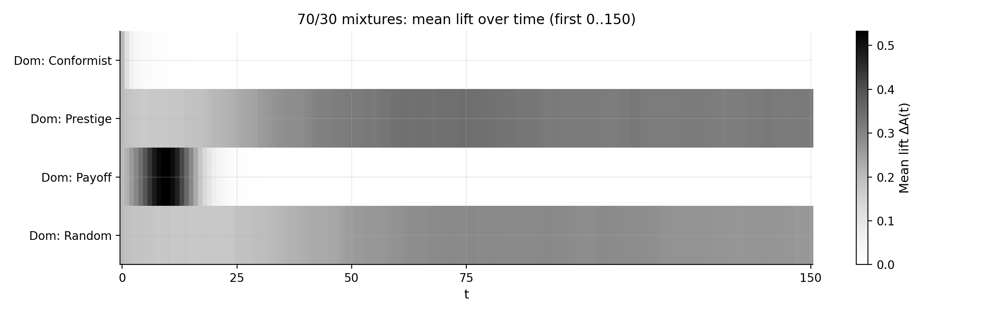 70/30 mixtures: mean lift over time (first 0..150)
Dom: Conformist
Dom: Prestige
Dom: Payoff
Dom: Random
0 25 50 75 150
t
0.5
0.4
0.3
0.2
0.1
0.0
Mean lift ΔA(t)